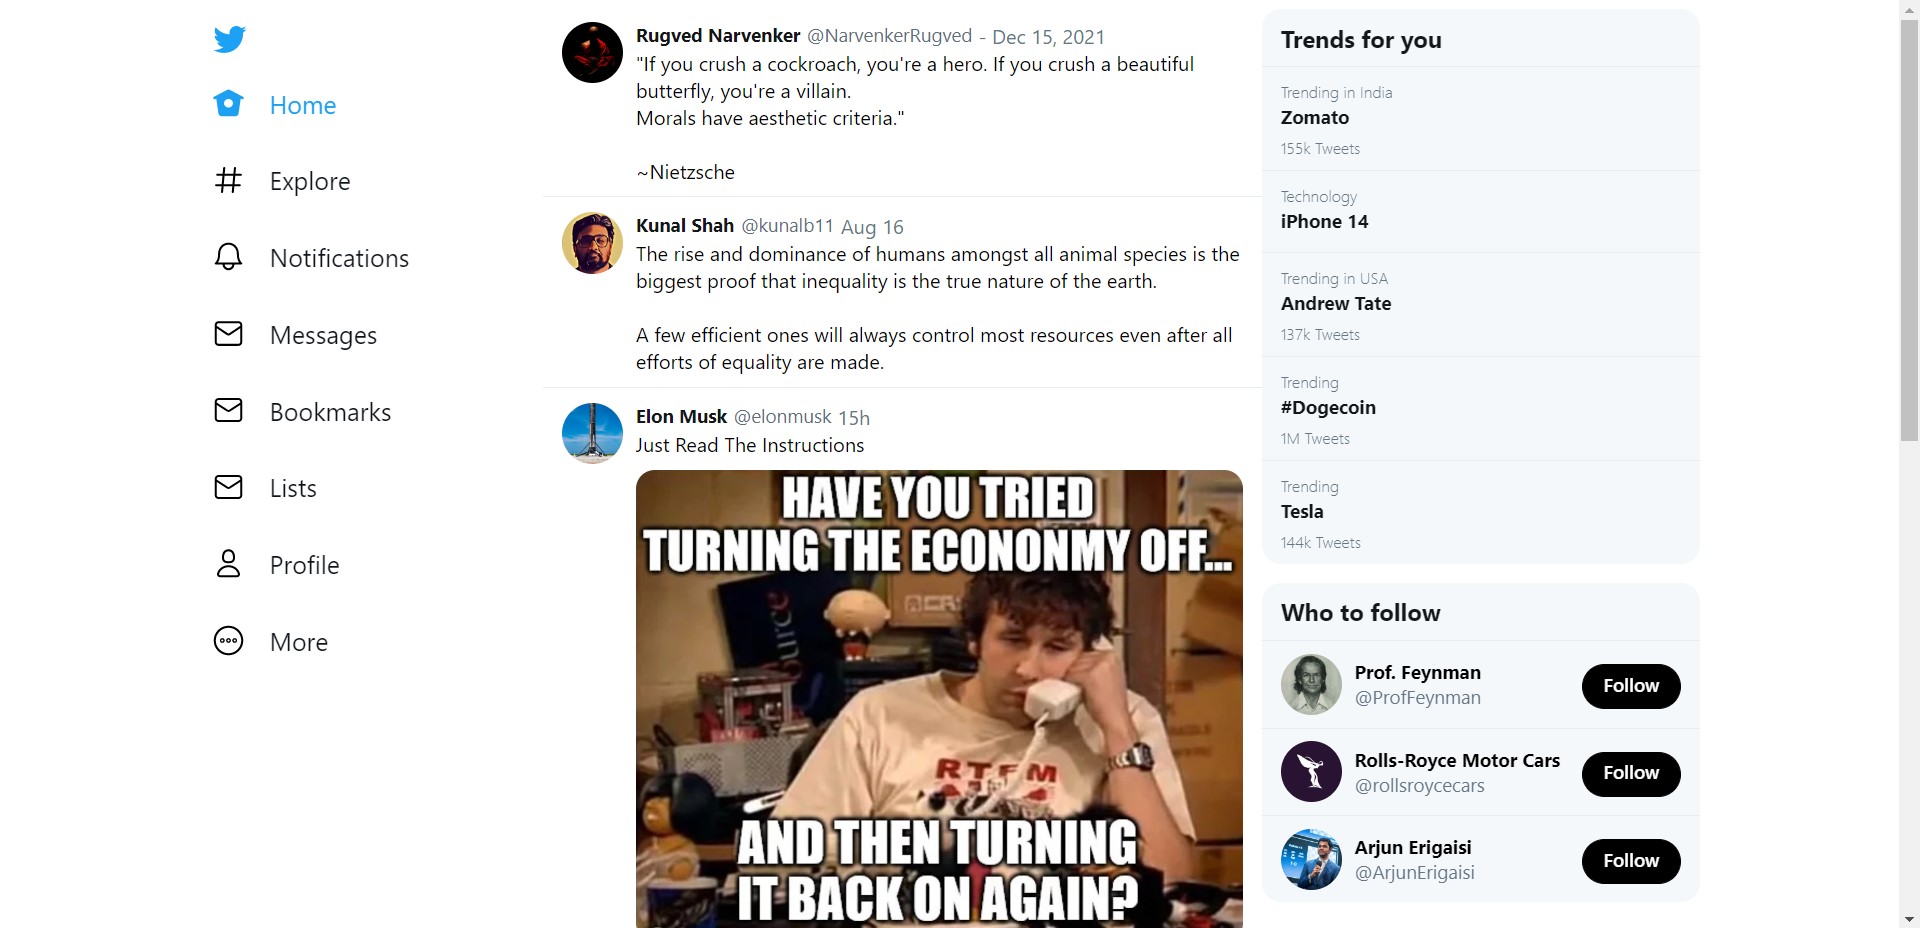 Home
Explore
Notifications
Messages
Bookmarks
Lists
Profile
More
Rugved Narvenker @NarvenkerRugved - Dec 15, 2021
"If you crush a cockroach, you're a hero. If you crush a beautiful
butterfly, you're a villain.
Morals have aesthetic criteria."
~Nietzsche
Kunal Shah @kunalb11 Aug 16
The rise and dominance of humans amongst all animal species is the
biggest proof that inequality is the true nature of the earth.
A few efficient ones will always control most resources even after all
efforts of equality are made.
Elon Musk @elonmusk 15h
Just Read The Instructions
HAVE YOU TRIED
TURNING THE ECONONMY OFF...
ource
RTFM
AND THEN TURNING
IT BACK ON AGAIN?
Trends for you
Trending in India
Zomato
155k Tweets
Technology
iPhone 14
Trending in USA
Andrew Tate
137k Tweets
Trending
#Dogecoin
1M Tweets
Trending
Tesla
144k Tweets
Who to follow
Prof. Feynman
@ProfFeynman
Follow
Rolls-Royce Motor Cars
@rollsroycecars
Follow
Arjun Erigaisi
@ArjunErigaisi
Follow